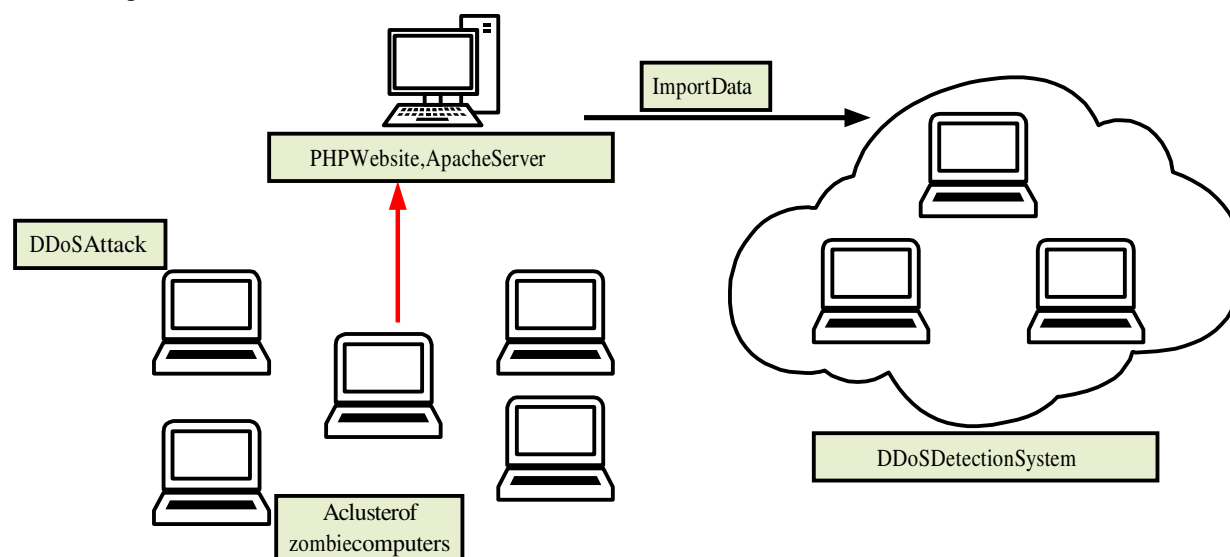 ImportData
PHPWebsite,ApacheServer
DDoSAttack
DDoSDetectionSystem
Aclusterof
zombiecomputers